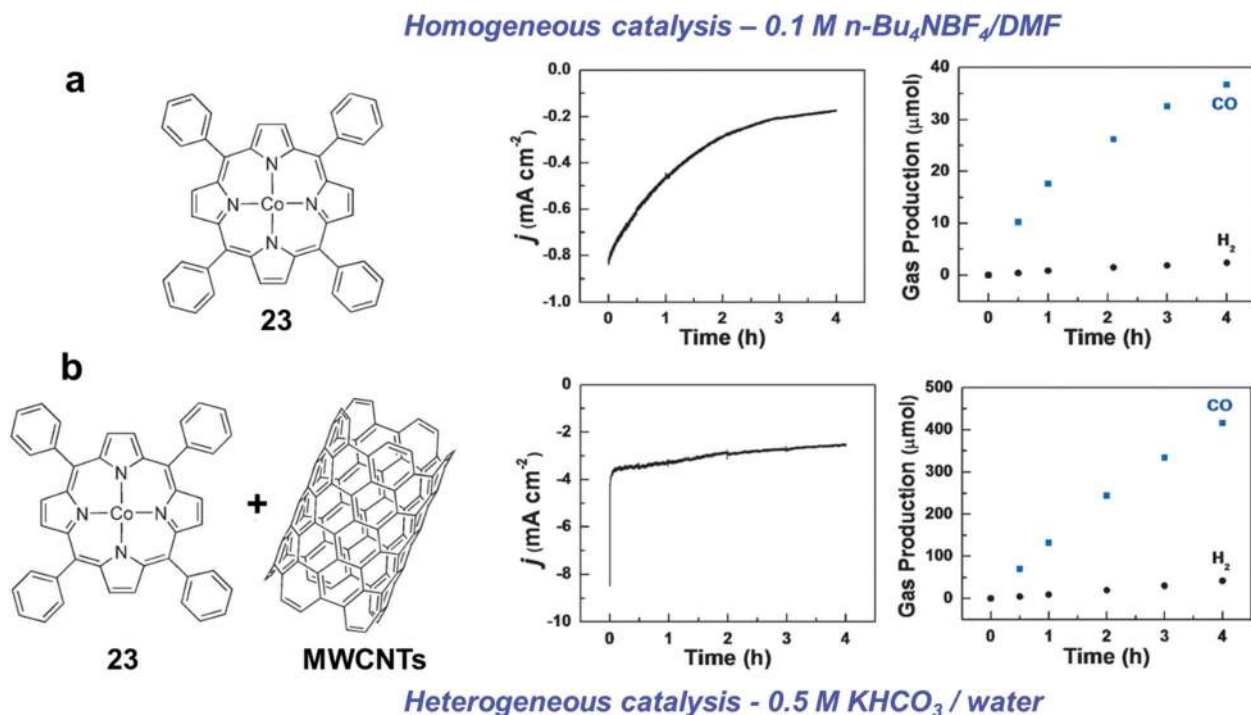 Homogeneous catalysis – 0.1 M n-Bu₄NBF₄/DMF
a
N
N
Co
N
N
23
0.0
-0.2
-0.4
-0.6
-0.8
-1.0
j (mA cm⁻²)
0 1 2 3 4
Time (h)
40
30
20
10
0
Gas Production (μmol)
CO
H₂
0 1 2 3 4
Time (h)
b
N
N
Co
N
N
23
+
MWCNTs
0
-2
-4
-6
-8
-10
j (mA cm⁻²)
0 1 2 3 4
Time (h)
500
400
300
200
100
0
Gas Production (μmol)
CO
H₂
0 1 2 3 4
Time (h)
Heterogeneous catalysis - 0.5 M KHCO₃ / water